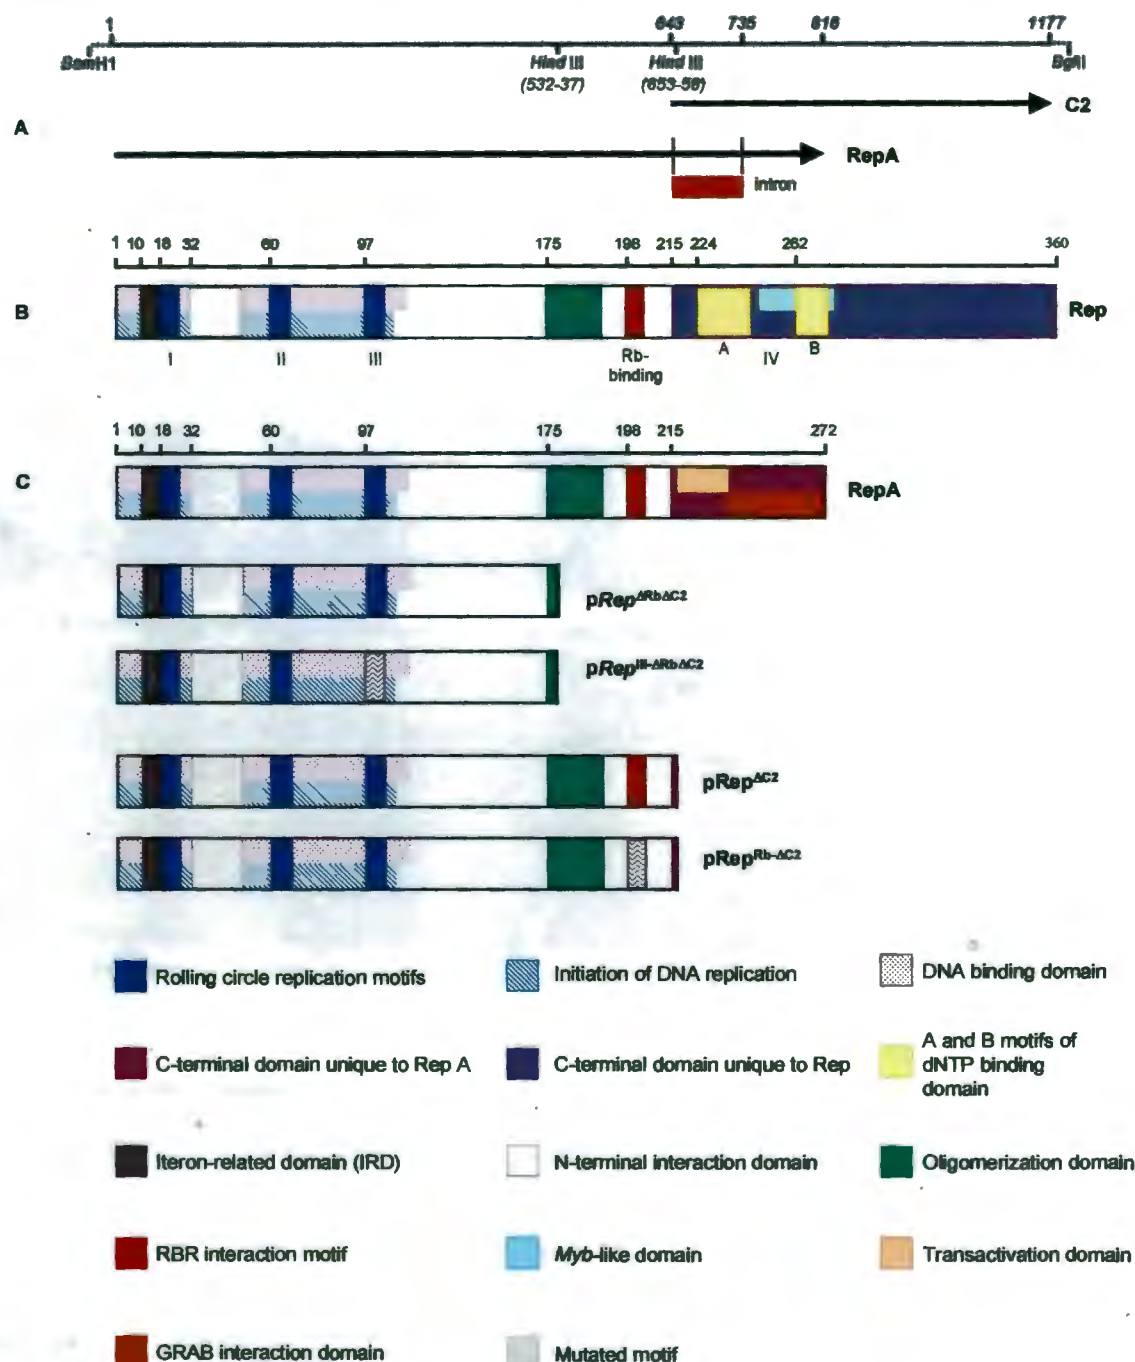 1 643 735 816 1177
BamH1 Hind III Hind III BglII
(532-37) (653-58)
C2
A
RepA
intron
1 10 18 32 60 97 175 198 215 224 262 360
B
Rep
I II III Rb-binding A IV B
1 10 18 32 60 97 175 198 215 272
C
RepA
pRepΔRbΔC2
pRepIII-ΔRbΔC2
pRepΔC2
pRepRb-ΔC2
Rolling circle replication motifs
Initiation of DNA replication
DNA binding domain
C-terminal domain unique to Rep A
C-terminal domain unique to Rep
A and B motifs of
dNTP binding
domain
Iteron-related domain (IRD)
N-terminal interaction domain
Oligomerization domain
RBR interaction motif
Myb-like domain
Transactivation domain
GRAB interaction domain
Mutated motif